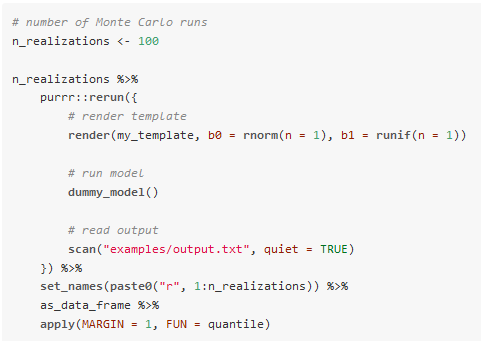 # number of Monte Carlo runs
n_realizations <- 100
n_realizations %>%
purrr::rerun({
# render template
render(my_template, b0 = rnorm(n = 1), b1 = runif(n = 1))
# run model
dummy_model()
# read output
scan("examples/output.txt", quiet = TRUE)
}) %>%
set_names(paste0("r", 1:n_realizations)) %>%
as_data_frame %>%
apply(MARGIN = 1, FUN = quantile)